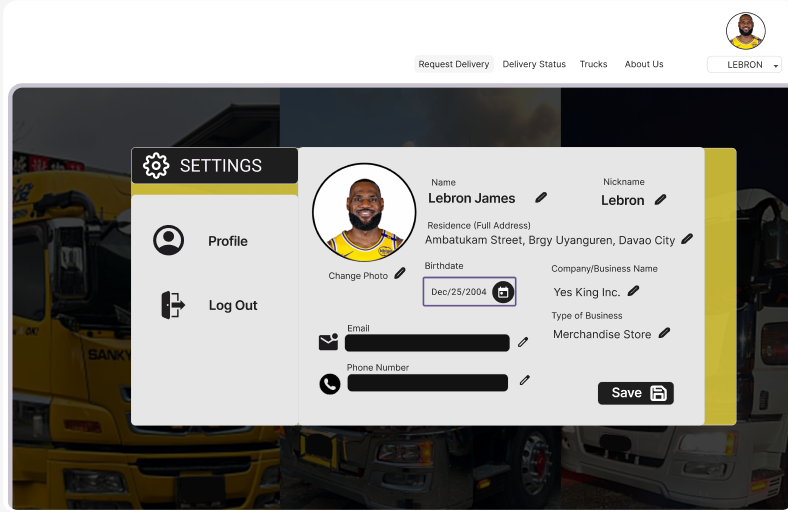 Request Delivery Delivery Status Trucks About Us LEBRON
SETTINGS
Profile
Log Out
Change Photo
Name
Lebron James
Nickname
Lebron
Residence (Full Address)
Ambatukam Street, Brgy Uyanguren, Davao City
Birthdate
Dec/25/2004
Company/Business Name
Yes King Inc.
Type of Business
Merchandise Store
Email
Phone Number
Save
SANKY